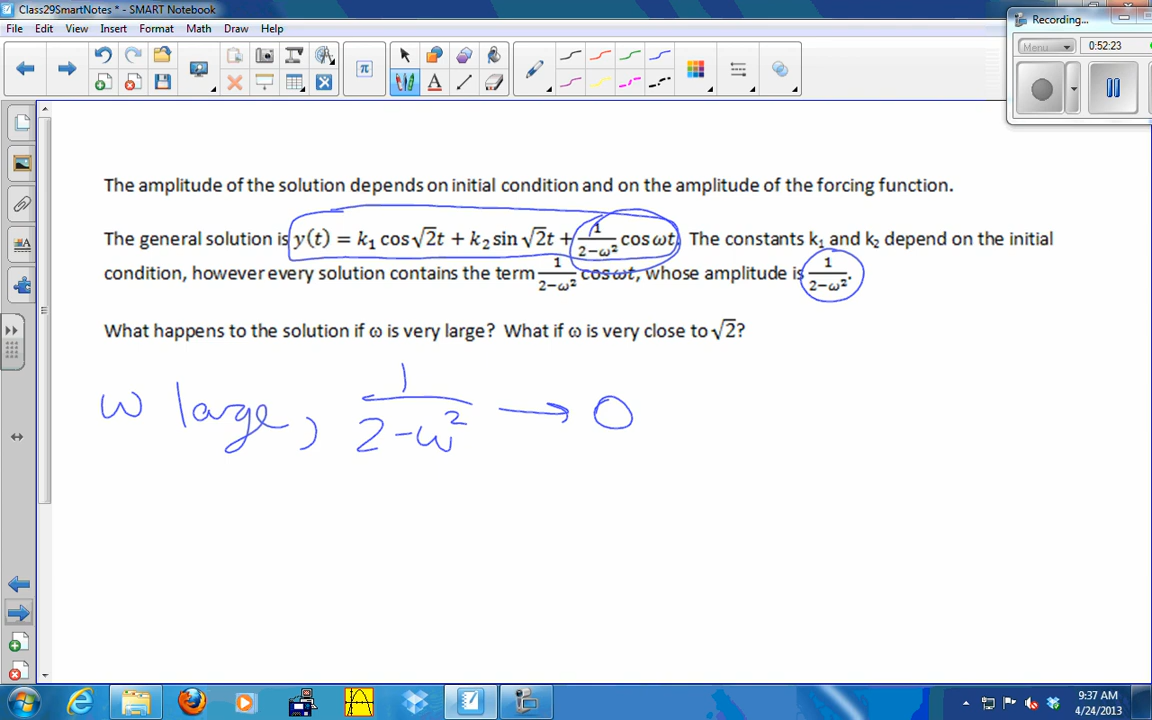 Class29SmartNotes * - SMART Notebook
File Edit View Insert Format Math Draw Help
Recording...
Menu
0:52:23
π
A
The amplitude of the solution depends on initial condition and on the amplitude of the forcing function.
The general solution is y(t) = k₁ cos √2t + k₂ sin √2t + 1/(2−ω²) cos ωt. The constants k₁ and k₂ depend on the initial
condition, however every solution contains the term 1/(2−ω²) cos ωt, whose amplitude is 1/(2−ω²).
What happens to the solution if ω is very large? What if ω is very close to √2?
ω large, 1/(2−ω²) → 0
9:37 AM
4/24/2013